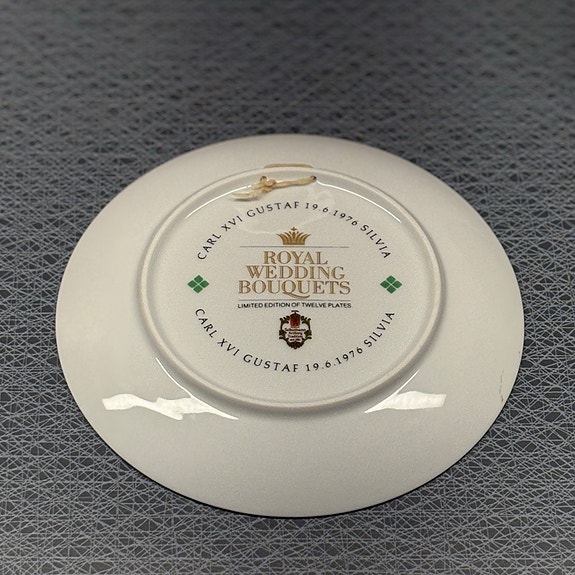 CARL XVI GUSTAF 19.6.1976 SILVIA
ROYAL
WEDDING
BOUQUETS
LIMITED EDITION OF TWELVE PLATES
CARL XVI GUSTAF 19.6.1976 SILVIA